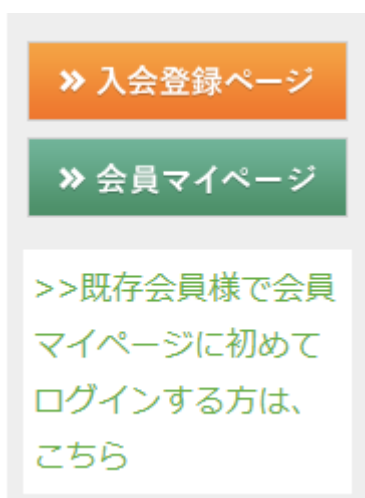 » 入会登録ページ
» 会員マイページ
>>既存会員様で会員
マイページに初めて
ログインする方は、
こちら